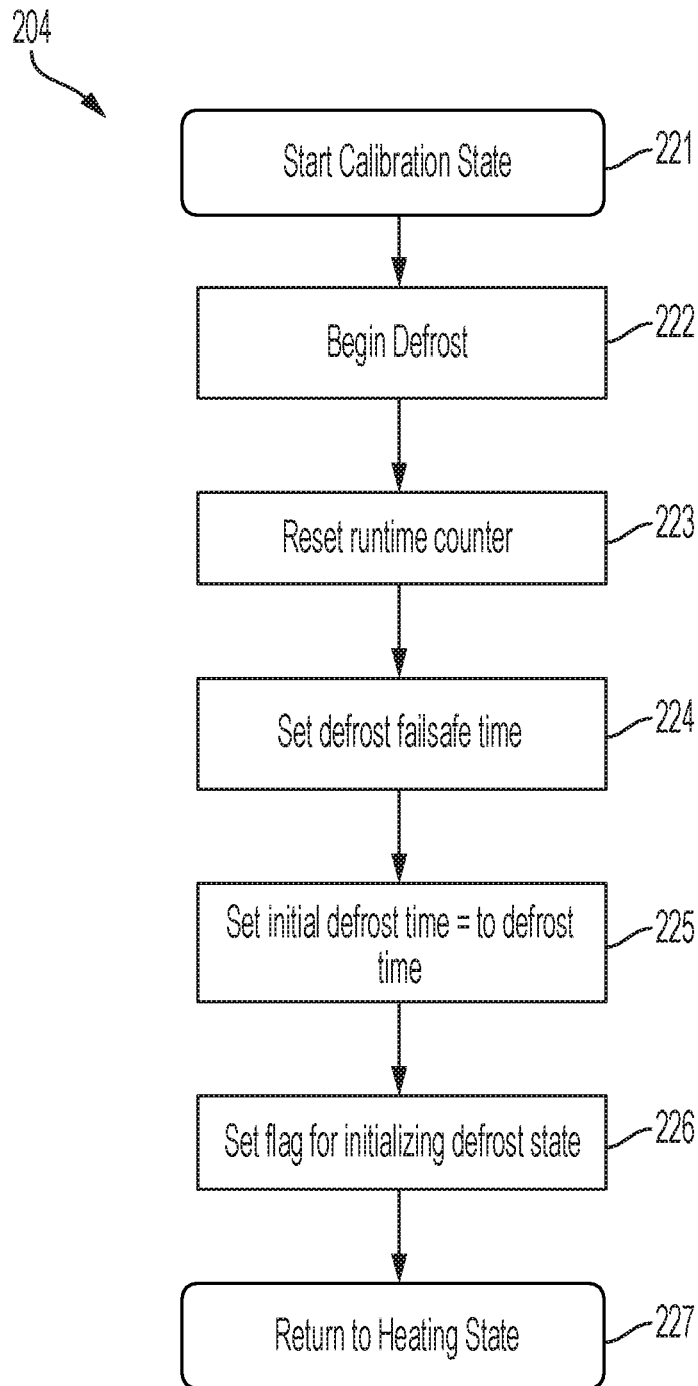 204
Start Calibration State
221
Begin Defrost
222
Reset runtime counter
223
Set defrost failsafe time
224
Set initial defrost time = to defrost
time
225
Set flag for initializing defrost state
226
Return to Heating State
227